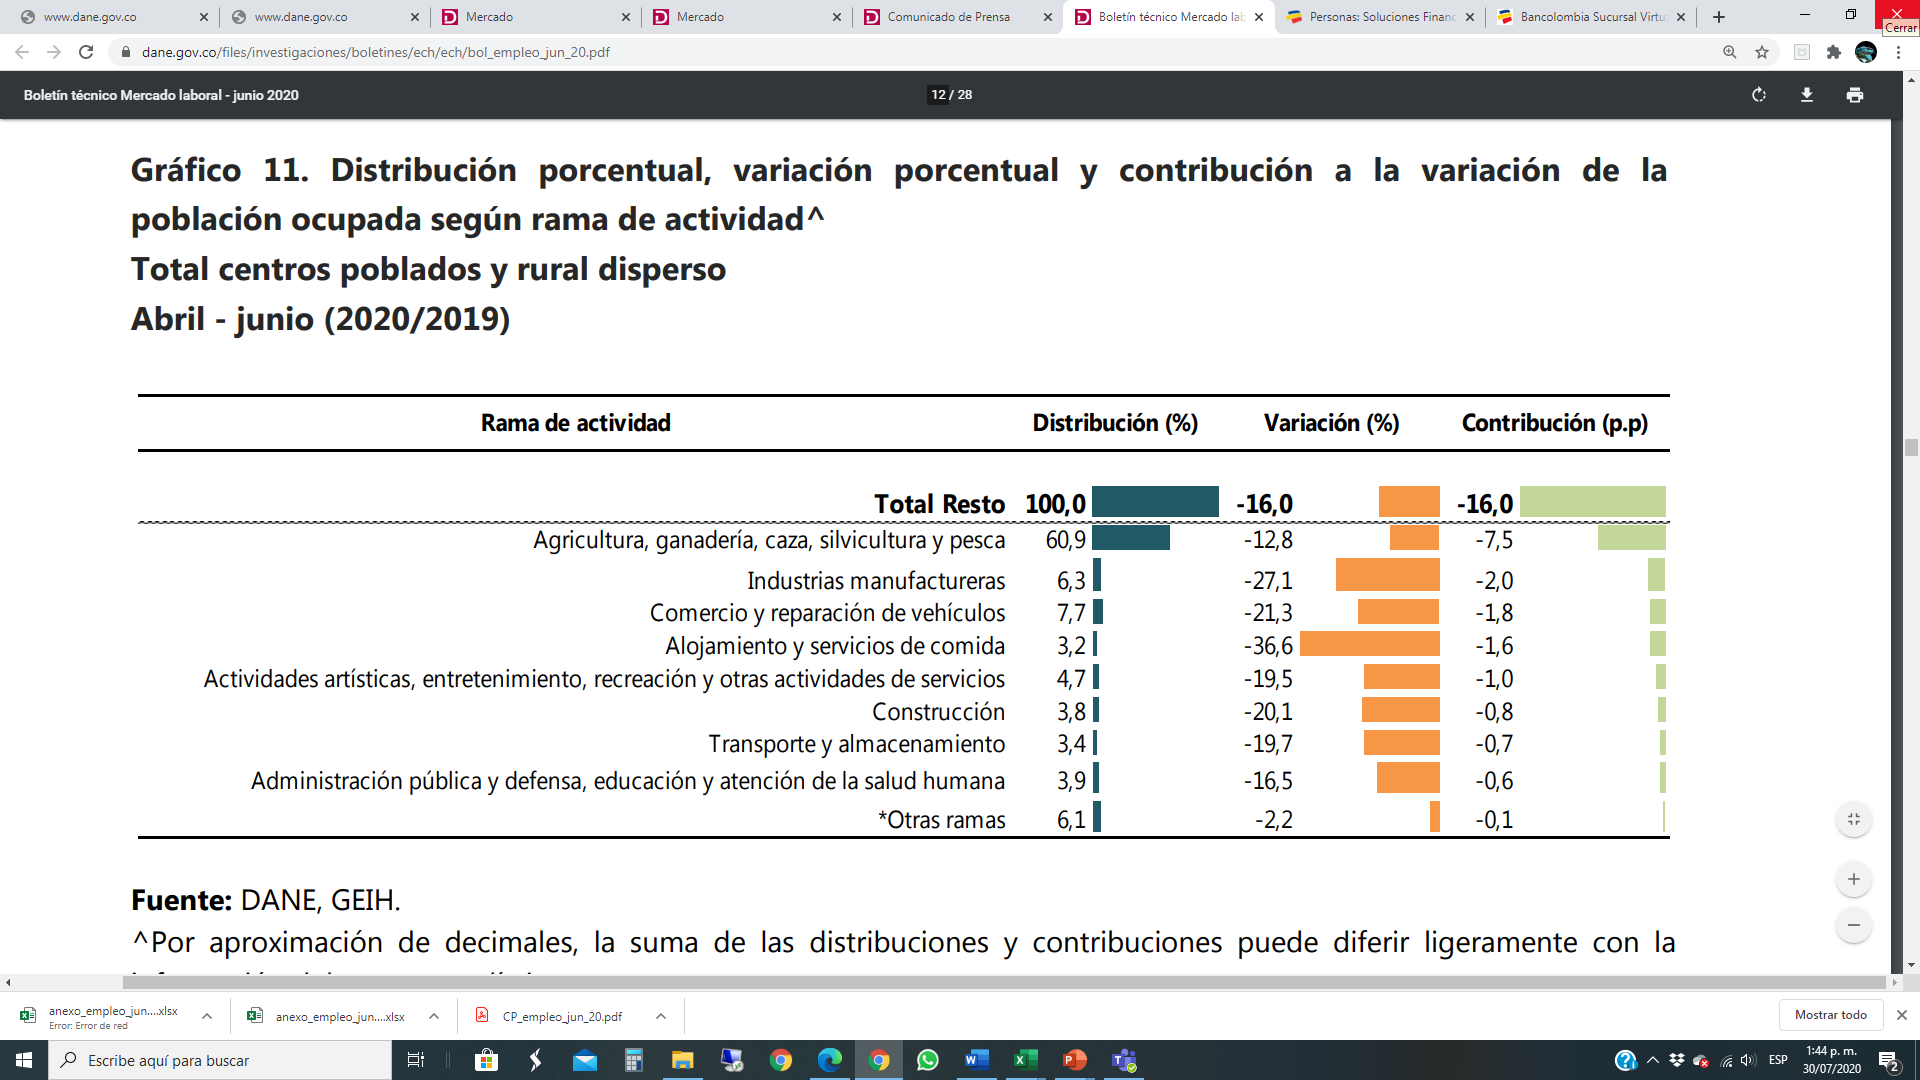 www.dane.gov.co
www.dane.gov.co
Mercado
Mercado
Comunicado de Prensa
Boletín técnico Mercado lab
Personas: Soluciones Financ
Bancolombia Sucursal Virtu
Cerrar
dane.gov.co/files/investigaciones/boletines/ech/ech/bol_empleo_jun_20.pdf
Boletín técnico Mercado laboral - junio 2020
12 / 28
Gráfico 11. Distribución porcentual, variación porcentual y contribución a la variación de la
población ocupada según rama de actividad^
Total centros poblados y rural disperso
Abril - junio (2020/2019)
Rama de actividad Distribución (%) Variación (%) Contribución (p.p)
Total Resto 100,0 -16,0 -16,0
Agricultura, ganadería, caza, silvicultura y pesca 60,9 -12,8 -7,5
Industrias manufactureras 6,3 -27,1 -2,0
Comercio y reparación de vehículos 7,7 -21,3 -1,8
Alojamiento y servicios de comida 3,2 -36,6 -1,6
Actividades artísticas, entretenimiento, recreación y otras actividades de servicios 4,7 -19,5 -1,0
Construcción 3,8 -20,1 -0,8
Transporte y almacenamiento 3,4 -19,7 -0,7
Administración pública y defensa, educación y atención de la salud humana 3,9 -16,5 -0,6
*Otras ramas 6,1 -2,2 -0,1
Fuente: DANE, GEIH.
^Por aproximación de decimales, la suma de las distribuciones y contribuciones puede diferir ligeramente con la
anexo_empleo_jun....xlsx
Error: Error de red
anexo_empleo_jun....xlsx
CP_empleo_jun_20.pdf
Mostrar todo
Escribe aquí para buscar
ESP
1:44 p. m.
30/07/2020
2